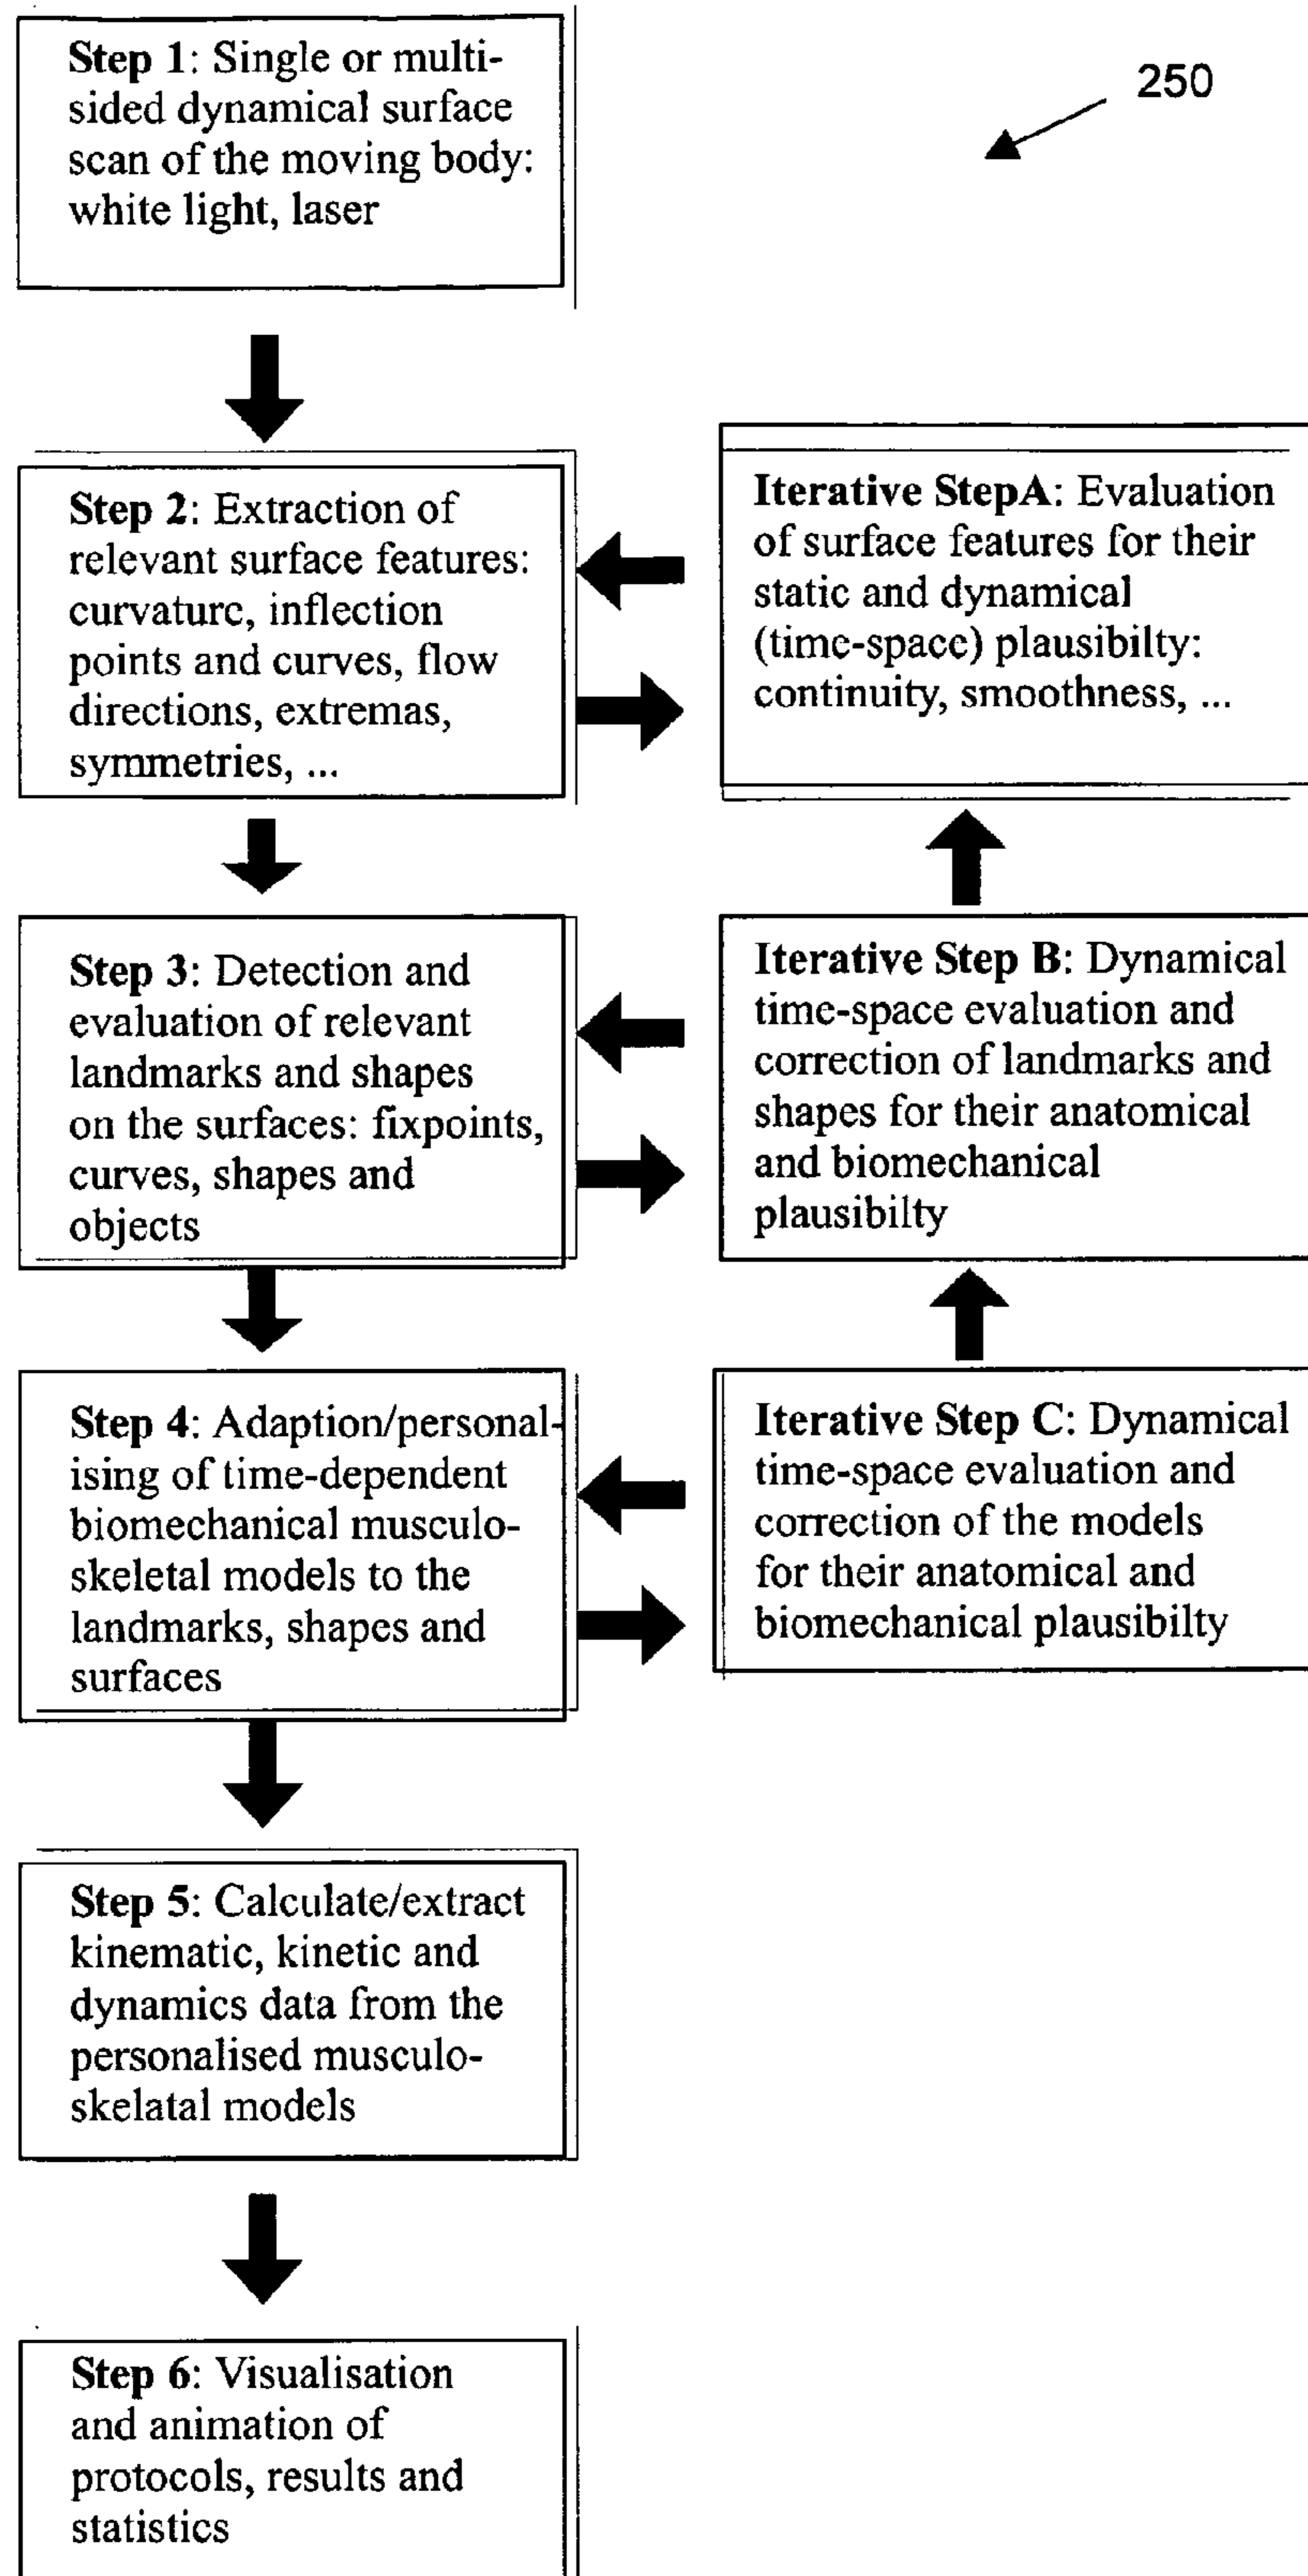 Step 1: Single or multi-
sided dynamical surface
scan of the moving body:
white light, laser
250
Step 2: Extraction of
relevant surface features:
curvature, inflection
points and curves, flow
directions, extremas,
symmetries, ...
Iterative StepA: Evaluation
of surface features for their
static and dynamical
(time-space) plausibilty:
continuity, smoothness, ...
Step 3: Detection and
evaluation of relevant
landmarks and shapes
on the surfaces: fixpoints,
curves, shapes and
objects
Iterative Step B: Dynamical
time-space evaluation and
correction of landmarks and
shapes for their anatomical
and biomechanical
plausibilty
Step 4: Adaption/personal-
ising of time-dependent
biomechanical musculo-
skeletal models to the
landmarks, shapes and
surfaces
Iterative Step C: Dynamical
time-space evaluation and
correction of the models
for their anatomical and
biomechanical plausibilty
Step 5: Calculate/extract
kinematic, kinetic and
dynamics data from the
personalised musculo-
skelatal models
Step 6: Visualisation
and animation of
protocols, results and
statistics